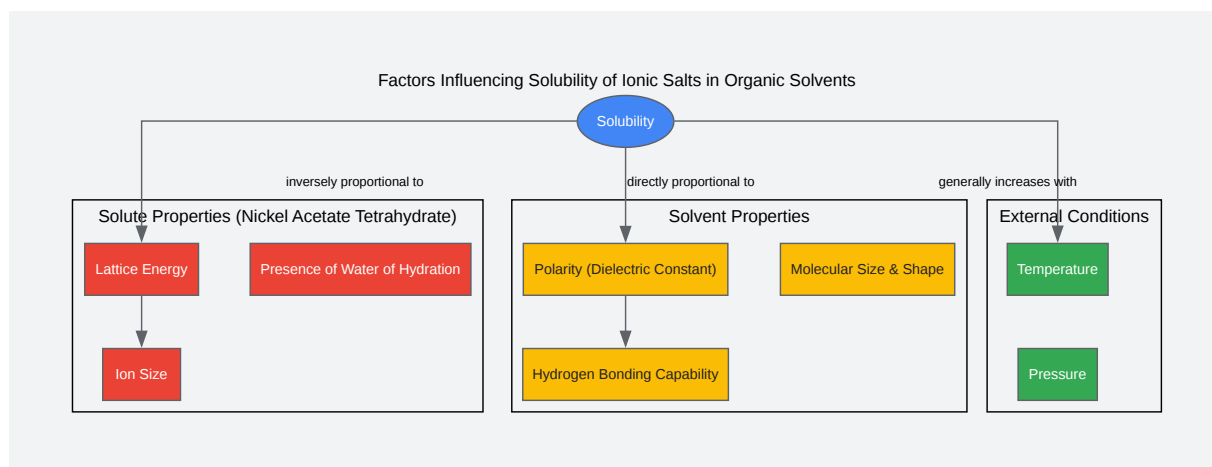 Factors Influencing Solubility of Ionic Salts in Organic Solvents
Solubility
inversely proportional to
directly proportional to
generally increases with
Solute Properties (Nickel Acetate Tetrahydrate)
Lattice Energy
Presence of Water of Hydration
Ion Size
Solvent Properties
Polarity (Dielectric Constant)
Molecular Size & Shape
Hydrogen Bonding Capability
External Conditions
Temperature
Pressure